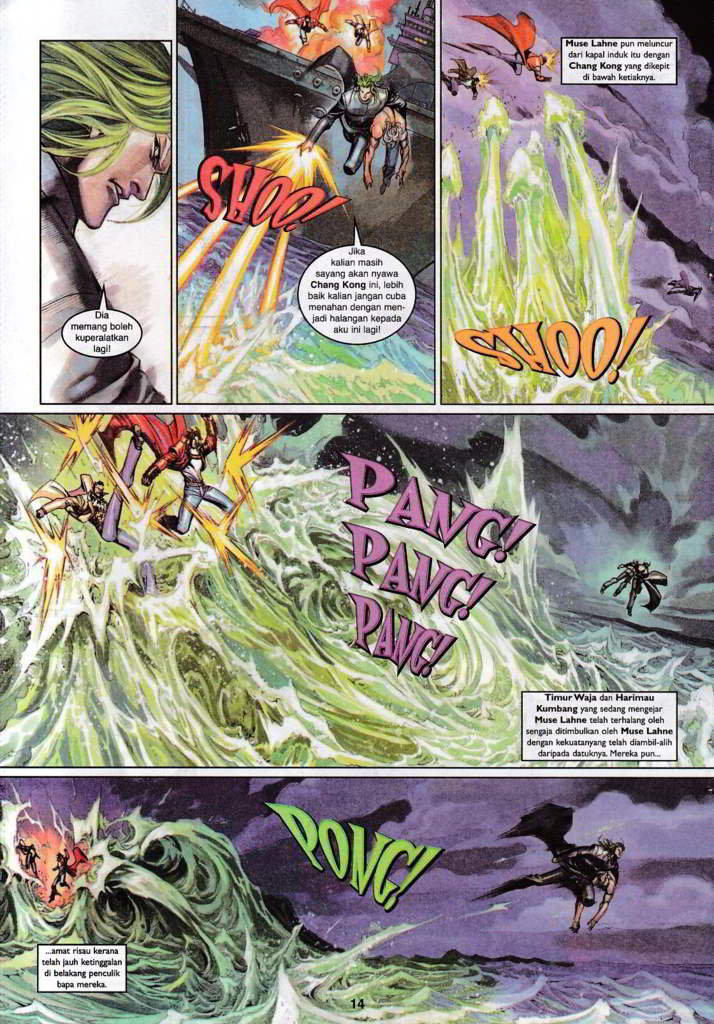 Dia
memang boleh
kuperalatkan
lagi!
SHOO!
Jika
kalian masih
sayang akan nyawa
Chang Kong ini, lebih
baik kalian jangan cuba
menahan dengan men-
jadi halangan kepada
aku ini lagi!
Muse Lahne pun meluncur
dari kapal induk itu dengan
Chang Kong yang dikepit
di bawah ketiaknya.
SHOO!
PANG!
PANG!
PANG!
Timur Waja dan Harimau
Kumbang yang sedang mengejar
Muse Lahne telah terhalang oleh
sengaja ditimbulkan oleh Muse Lahne
dengan kekuatanyang telah diambil-alih
daripada datuknya. Mereka pun...
PONG!
...amat risau kerana
telah jauh ketinggalan
di belakang penculik
bapa mereka.
14